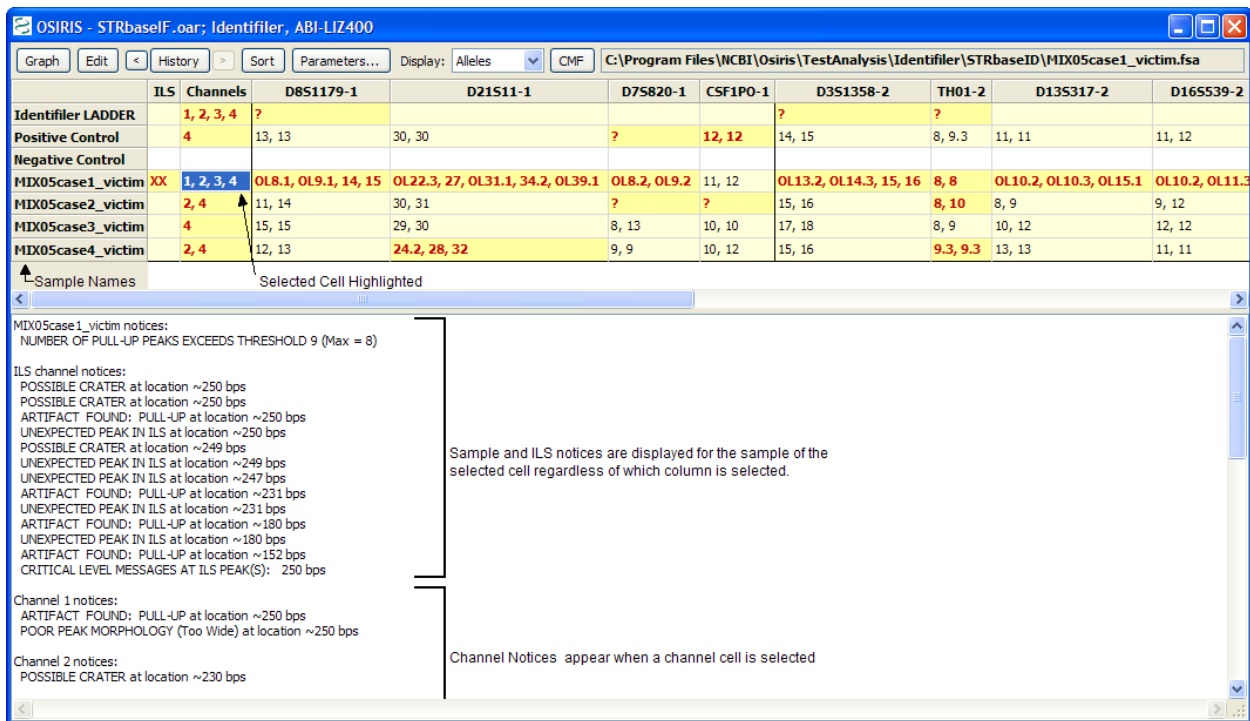 OSIRIS - STRbaseIF.oar; Identifiler, ABI-LIZ400
Graph Edit < History > Sort Parameters... Display: Alleles CMF C:\Program Files\NCBI\Osiris\TestAnalysis\Identifiler\STRbaseID\MIX05case1_victim.fsa
ILS Channels D8S1179-1 D21S11-1 D7S820-1 CSF1PO-1 D3S1358-2 TH01-2 D13S317-2 D16S539-2
Identifiler LADDER 1, 2, 3, 4 ? ? ?
Positive Control 4 13, 13 30, 30 ? 12, 12 14, 15 8, 9.3 11, 11 11, 12
Negative Control
MIX05case1_victim XX 1, 2, 3, 4 OL8.1, OL9.1, 14, 15 OL22.3, 27, OL31.1, 34.2, OL39.1 OL8.2, OL9.2 11, 12 OL13.2, OL14.3, 15, 16 8, 8 OL10.2, OL10.3, OL15.1 OL10.2, OL11.3
MIX05case2_victim 2, 4 11, 14 30, 31 ? ? 15, 16 8, 10 8, 9 9, 12
MIX05case3_victim 4 15, 15 29, 30 8, 13 10, 10 17, 18 8, 9 10, 12 12, 12
MIX05case4_victim 2, 4 12, 13 24.2, 28, 32 9, 9 10, 12 15, 16 9.3, 9.3 13, 13 11, 11
Sample Names Selected Cell Highlighted
MIX05case1_victim notices:
NUMBER OF PULL-UP PEAKS EXCEEDS THRESHOLD 9 (Max = 8)
ILS channel notices:
POSSIBLE CRATER at location ~250 bps
POSSIBLE CRATER at location ~250 bps
ARTIFACT FOUND: PULL-UP at location ~250 bps
UNEXPECTED PEAK IN ILS at location ~250 bps
POSSIBLE CRATER at location ~249 bps
UNEXPECTED PEAK IN ILS at location ~249 bps
UNEXPECTED PEAK IN ILS at location ~247 bps
ARTIFACT FOUND: PULL-UP at location ~231 bps
UNEXPECTED PEAK IN ILS at location ~231 bps
ARTIFACT FOUND: PULL-UP at location ~180 bps
UNEXPECTED PEAK IN ILS at location ~180 bps
ARTIFACT FOUND: PULL-UP at location ~152 bps
CRITICAL LEVEL MESSAGES AT ILS PEAK(S): 250 bps
Sample and ILS notices are displayed for the sample of the
selected cell regardless of which column is selected.
Channel 1 notices:
ARTIFACT FOUND: PULL-UP at location ~250 bps
POOR PEAK MORPHOLOGY (Too Wide) at location ~250 bps
Channel 2 notices:
POSSIBLE CRATER at location ~230 bps
Channel Notices appear when a channel cell is selected